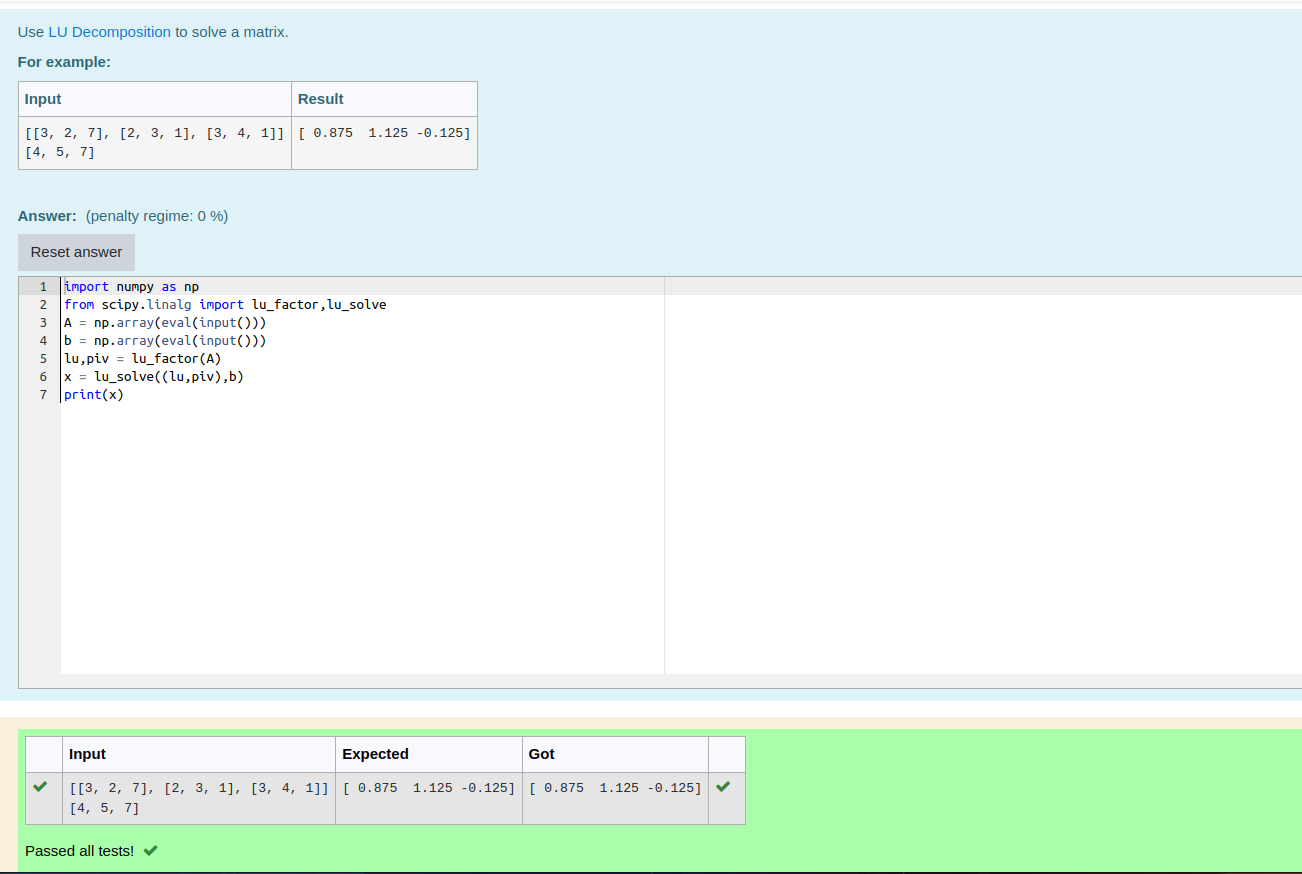 Use LU Decomposition to solve a matrix.
For example:
Input Result
[[3, 2, 7], [2, 3, 1], [3, 4, 1]] [ 0.875  1.125 -0.125]
[4, 5, 7]
Answer: (penalty regime: 0 %)
Reset answer
1 import numpy as np
2 from scipy.linalg import lu_factor,lu_solve
3 A = np.array(eval(input()))
4 b = np.array(eval(input()))
5 lu,piv = lu_factor(A)
6 x = lu_solve((lu,piv),b)
7 print(x)
Input Expected Got
[[3, 2, 7], [2, 3, 1], [3, 4, 1]] [ 0.875  1.125 -0.125] [ 0.875  1.125 -0.125]
[4, 5, 7]
Passed all tests!